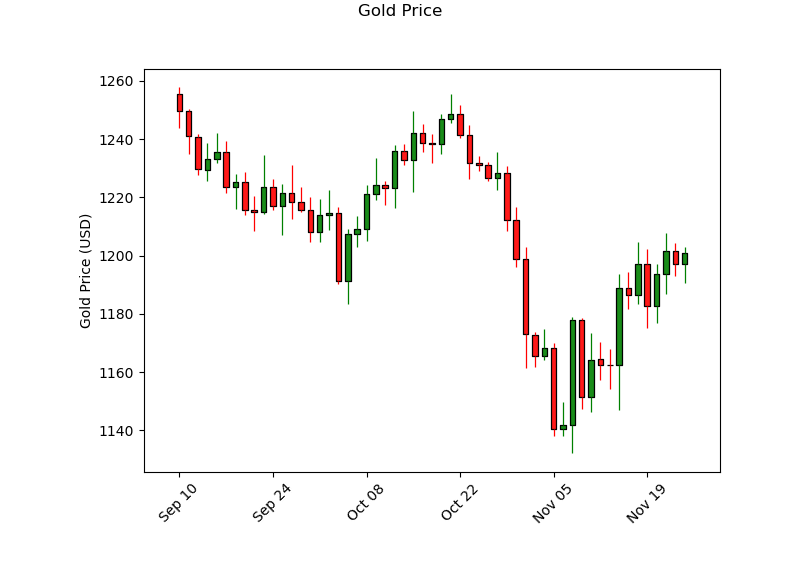 Gold Price
Gold Price (USD)
1260
1240
1220
1200
1180
1160
1140
Sep 10
Sep 24
Oct 08
Oct 22
Nov 05
Nov 19